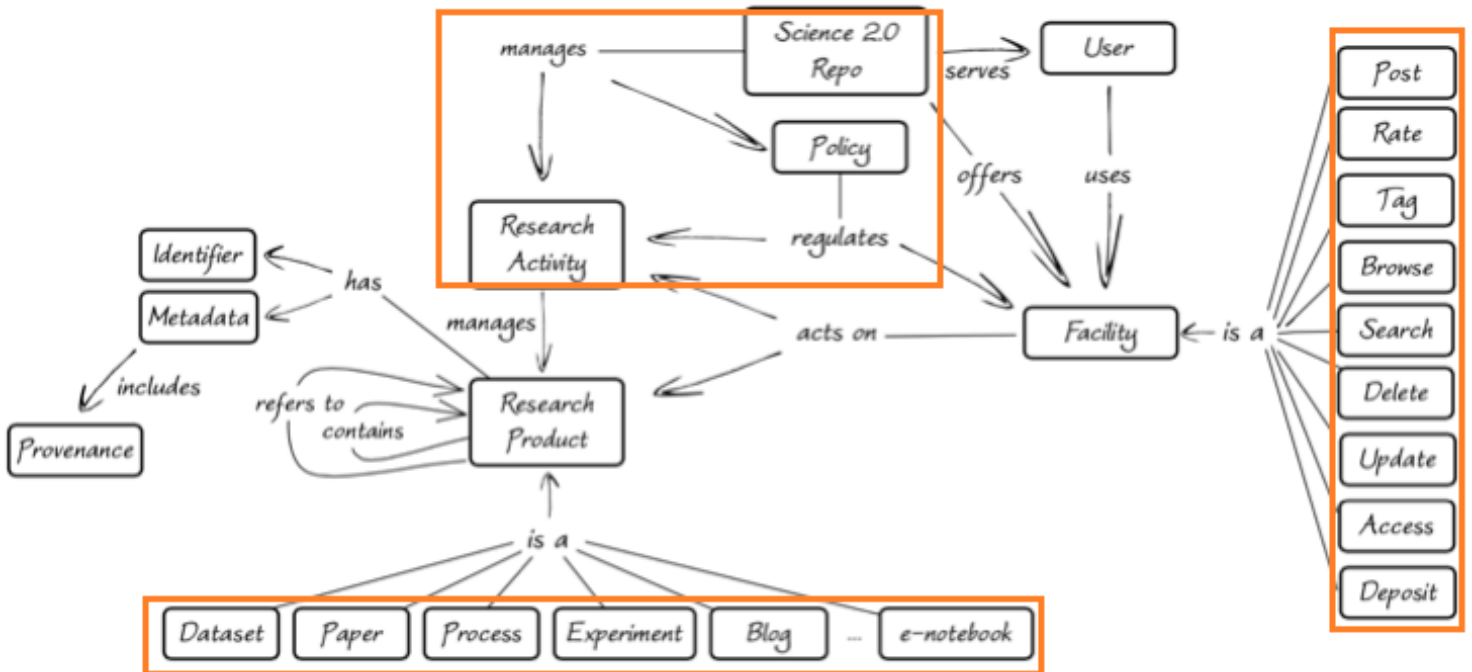 manages
Science 2.0
Repo
serves
User
Post
Rate
Policy
offers
uses
Tag
Research
Activity
regulates
Identifier
has
Metadata
Browse
manages
acts on
Facility
is a
Search
includes
refers to
contains
Research
Product
Delete
Provenance
Update
is a
Access
Deposit
Dataset
Paper
Process
Experiment
Blog
...
e-notebook